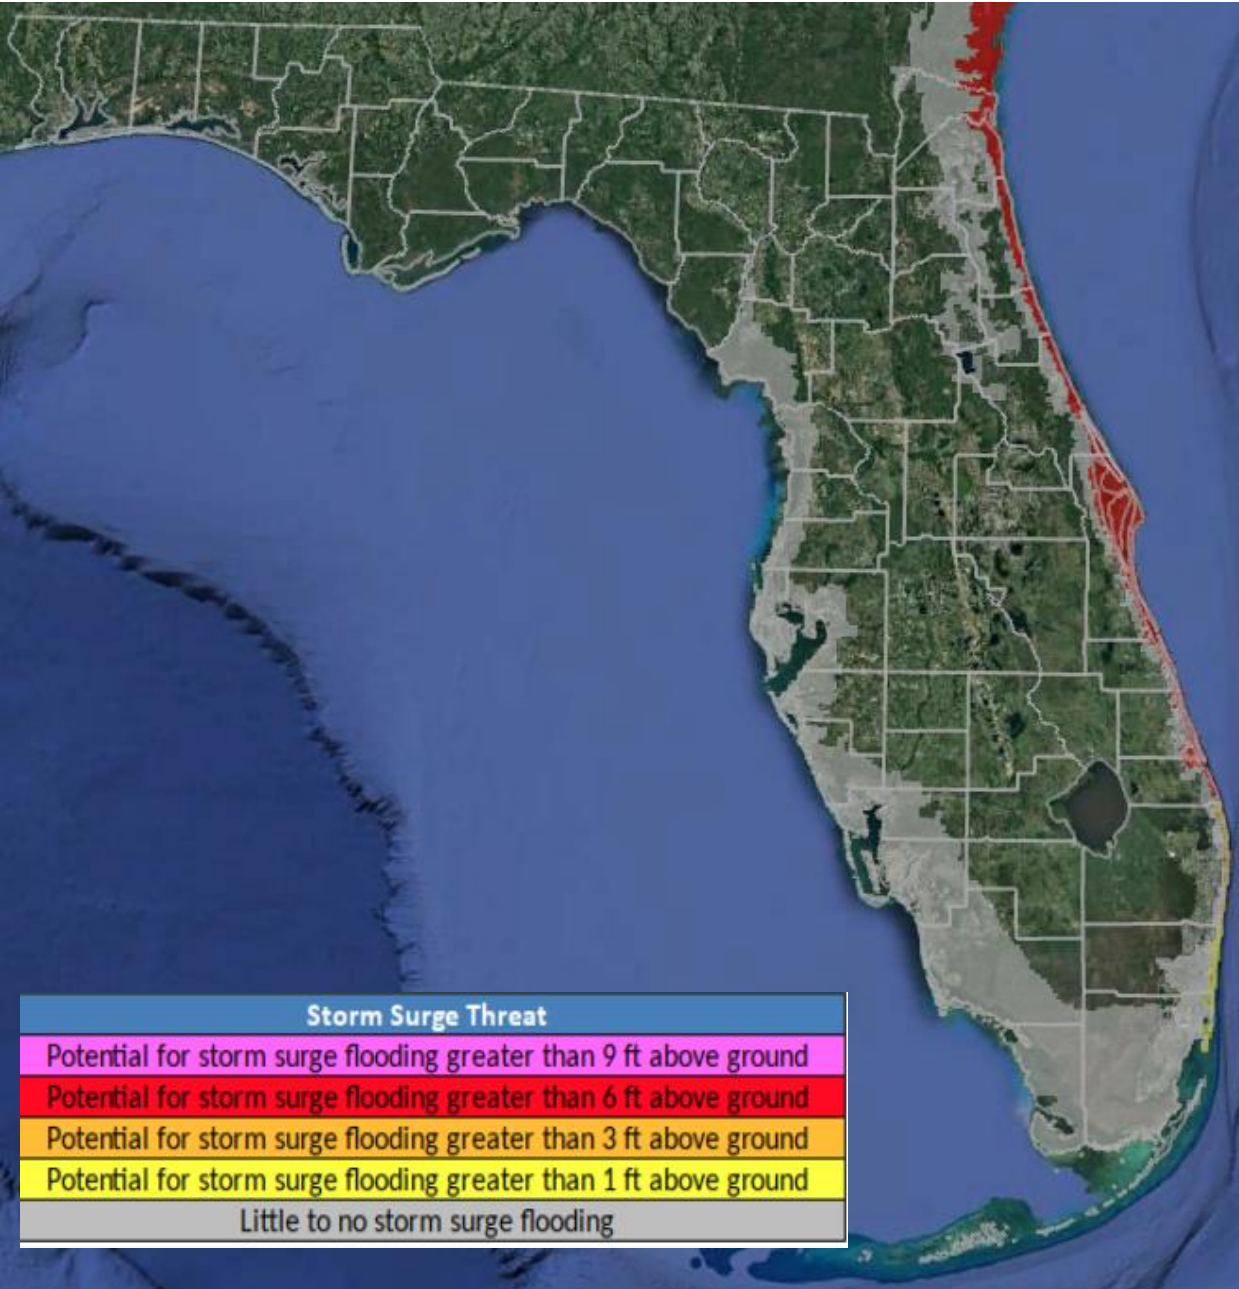 Storm Surge Threat
Potential for storm surge flooding greater than 9 ft above ground
Potential for storm surge flooding greater than 6 ft above ground
Potential for storm surge flooding greater than 3 ft above ground
Potential for storm surge flooding greater than 1 ft above ground
Little to no storm surge flooding